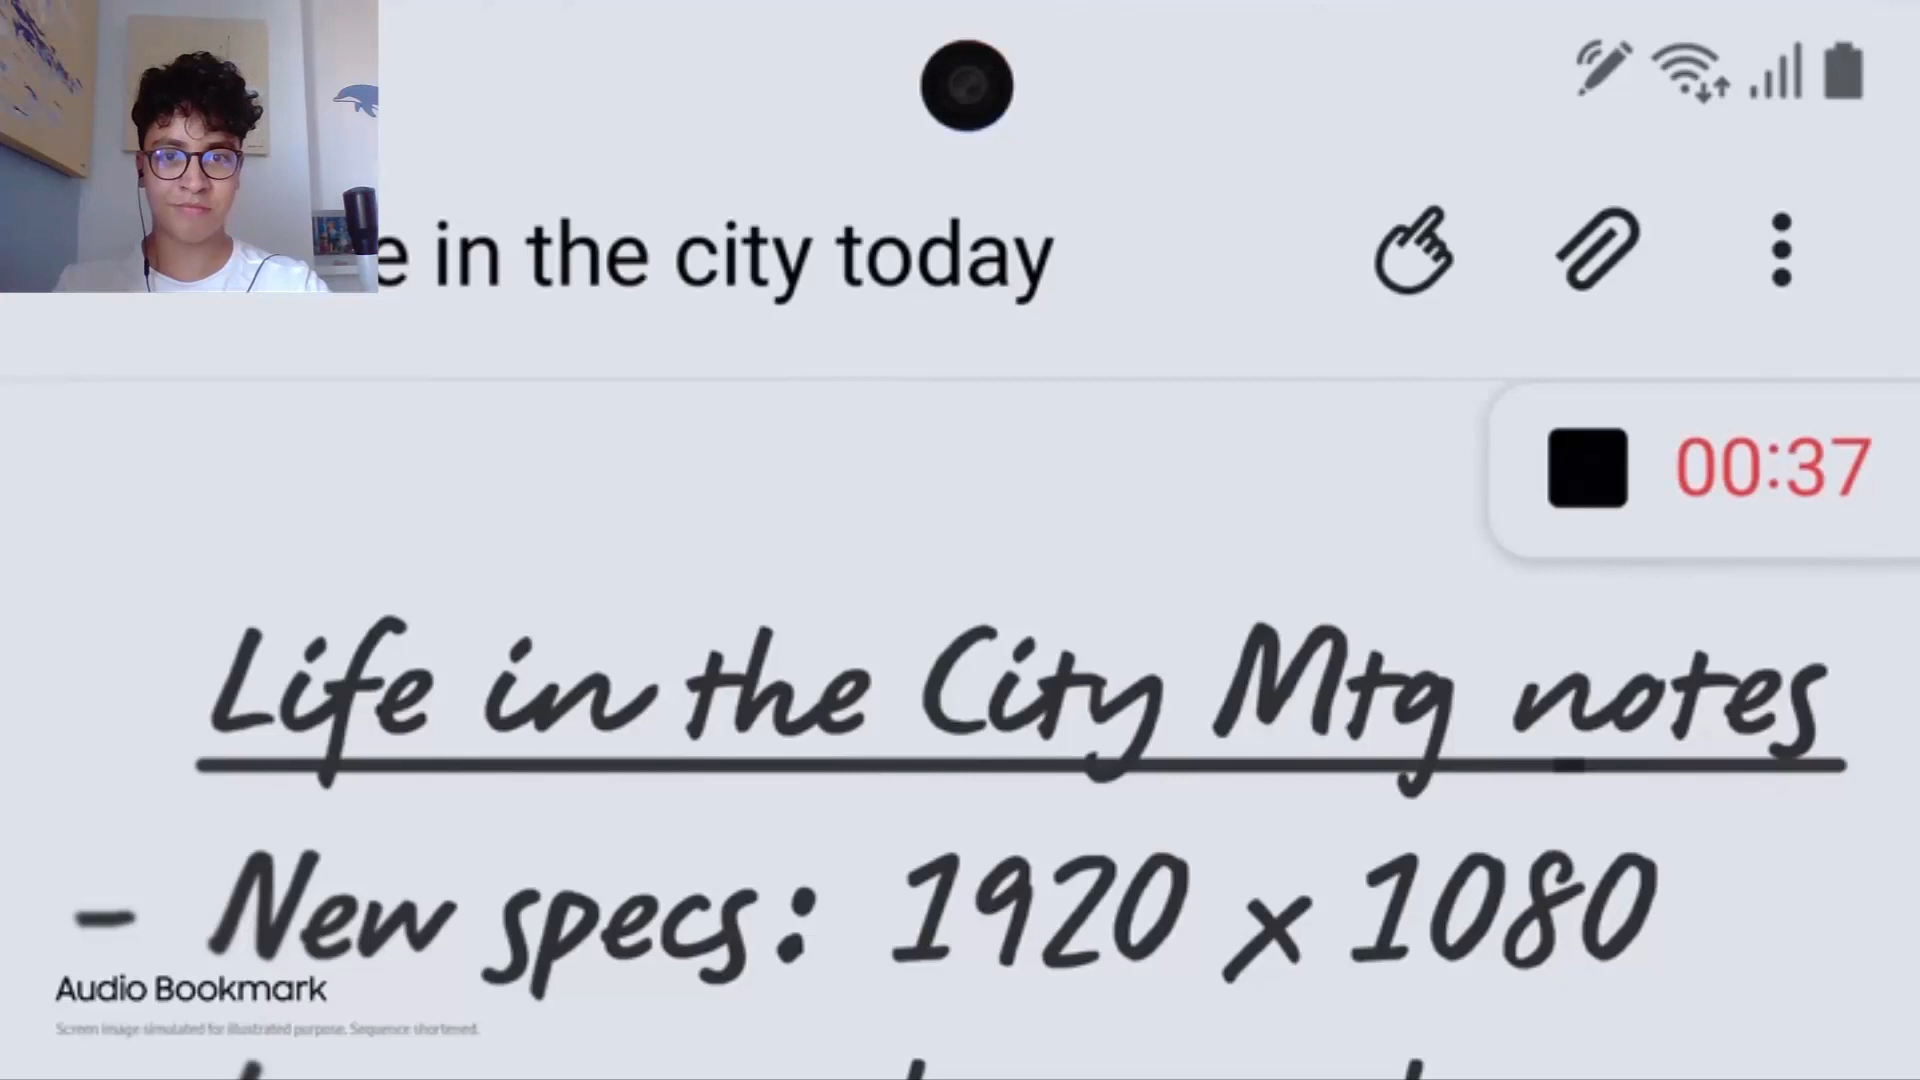 e in the city today
00:37
Life in the City Mtg notes
- New specs: 1920 x 1080
Audio Bookmark
Screen image simulated for illustrated purpose. Sequence shortened.